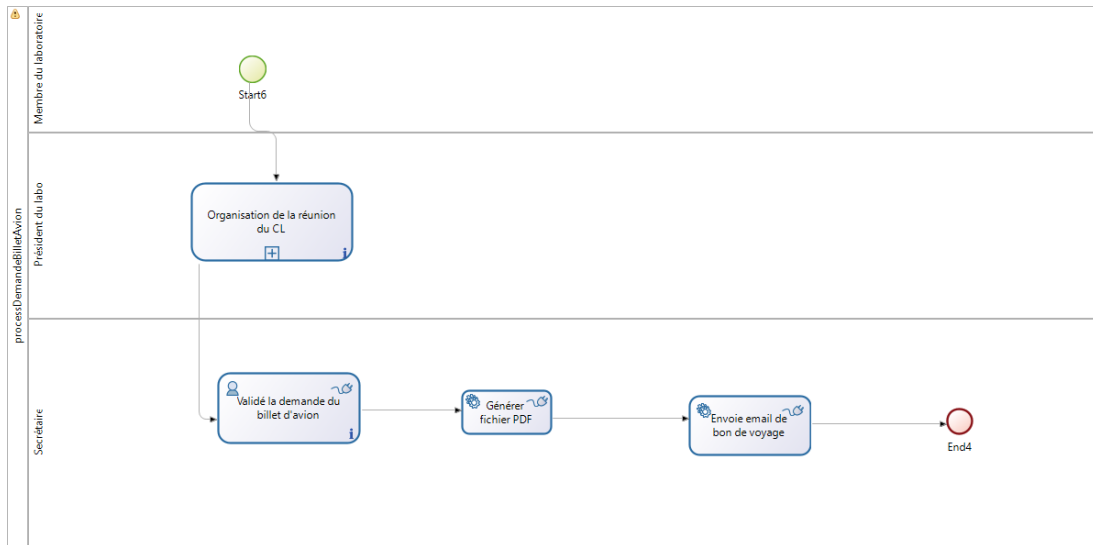 processDemandeBilletAvion
Membre du laboratoire
Start6
Président du labo
Organisation de la réunion
du CL
Secrétaire
Validé la demande du
billet d'avion
Générer
fichier PDF
Envoie email de
bon de voyage
End4